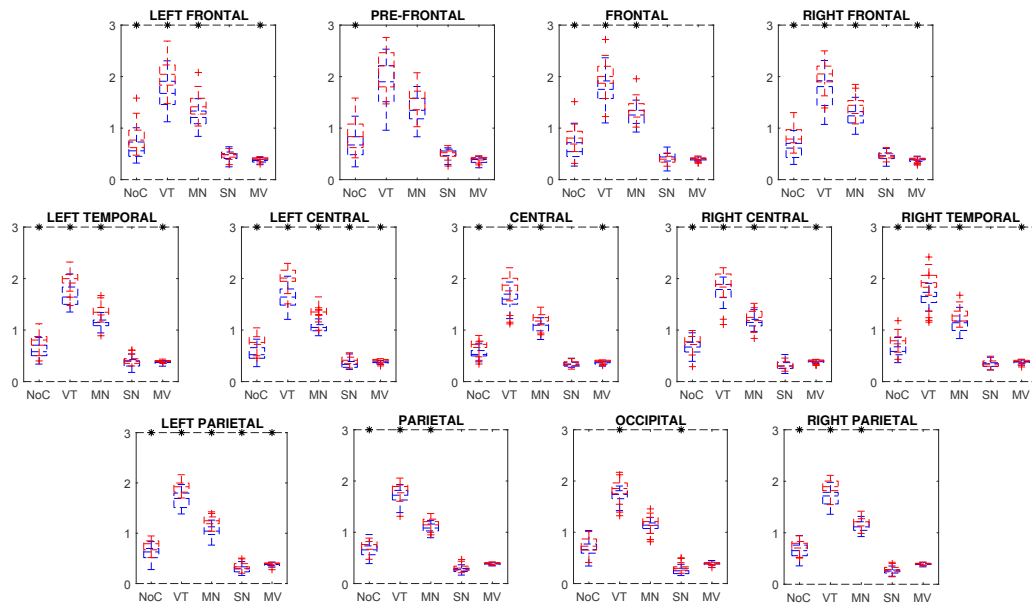 LEFT FRONTAL PRE-FRONTAL FRONTAL RIGHT FRONTAL
3 3 3 3
2 2 2 2
1 1 1 1
0 0 0 0
NoC VT MN SN MV NoC VT MN SN MV NoC VT MN SN MV NoC VT MN SN MV
LEFT TEMPORAL LEFT CENTRAL CENTRAL RIGHT CENTRAL RIGHT TEMPORAL
3 3 3 3 3
2 2 2 2 2
1 1 1 1 1
0 0 0 0 0
NoC VT MN SN MV NoC VT MN SN MV NoC VT MN SN MV NoC VT MN SN MV NoC VT MN SN MV
LEFT PARIETAL PARIETAL OCCIPITAL RIGHT PARIETAL
3 3 3 3
2 2 2 2
1 1 1 1
0 0 0 0
NoC VT MN SN MV NoC VT MN SN MV NoC VT MN SN MV NoC VT MN SN MV